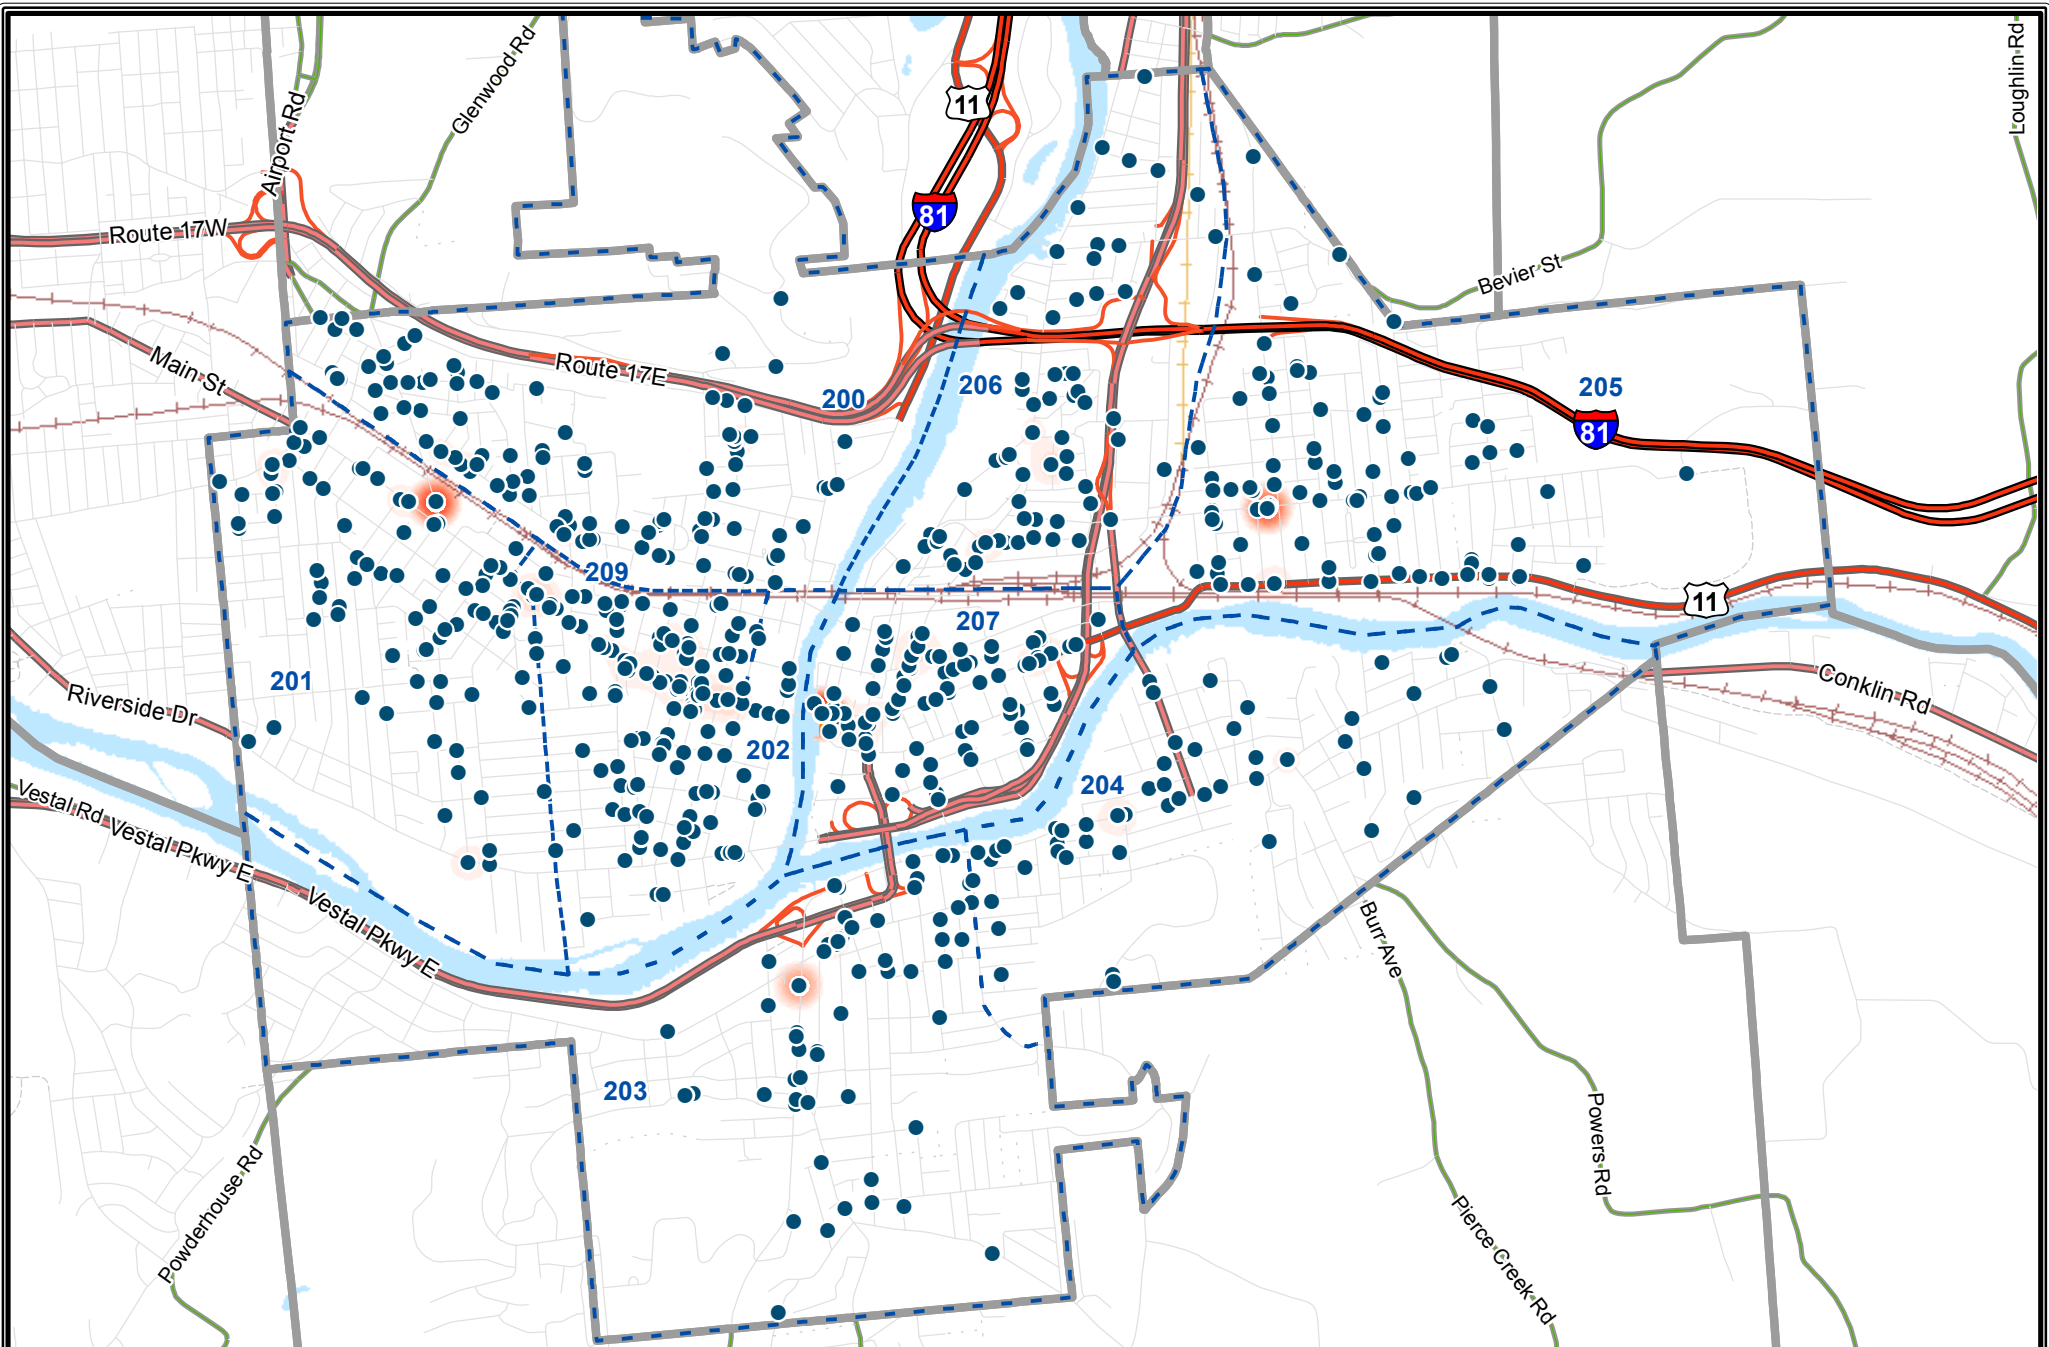 Loughlin Rd
Glenwood Rd
11
Airport Rd
81
Route 17W
Bevier St
Main St
Route 17E
200
206
205
81
209
11
207
201
Conklin Rd
Riverside Dr
202
204
Vestal Rd
Vestal Pkwy E
Vestal Pkwy E
Burr Ave
203
Powers Rd
Powderhouse Rd
Pierce Creek Rd